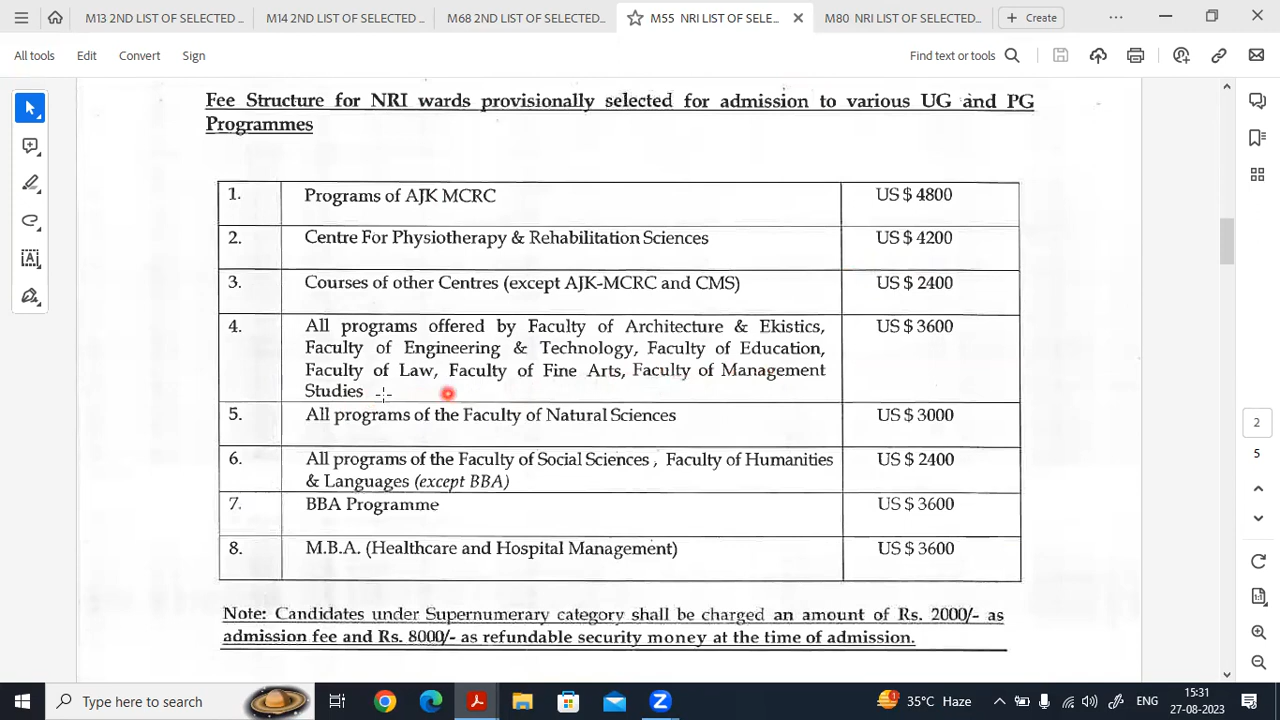 M13 2ND LIST OF SELECTED ...
M14 2ND LIST OF SELECTED ...
M68 2ND LIST OF SELECTED...
M55 NRI LIST OF SELE...
M80 NRI LIST OF SELECTED...
Create
All tools
Edit
Convert
Sign
Find text or tools
Fee Structure for NRI wards provisionally selected for admission to various UG and PG
Programmes
1. Programs of AJK MCRC US $ 4800
2. Centre For Physiotherapy & Rehabilitation Sciences US $ 4200
3. Courses of other Centres (except AJK-MCRC and CMS) US $ 2400
4. All programs offered by Faculty of Architecture & Ekistics, US $ 3600
Faculty of Engineering & Technology, Faculty of Education,
Faculty of Law, Faculty of Fine Arts, Faculty of Management
Studies
5. All programs of the Faculty of Natural Sciences US $ 3000
6. All programs of the Faculty of Social Sciences, Faculty of Humanities US $ 2400
& Languages (except BBA)
7. BBA Programme US $ 3600
8. M.B.A. (Healthcare and Hospital Management) US $ 3600
Note: Candidates under Supernumerary category shall be charged an amount of Rs. 2000/- as
admission fee and Rs. 8000/- as refundable security money at the time of admission.
2
5
Type here to search
1
35°C Haze
ENG
15:31
27-08-2023